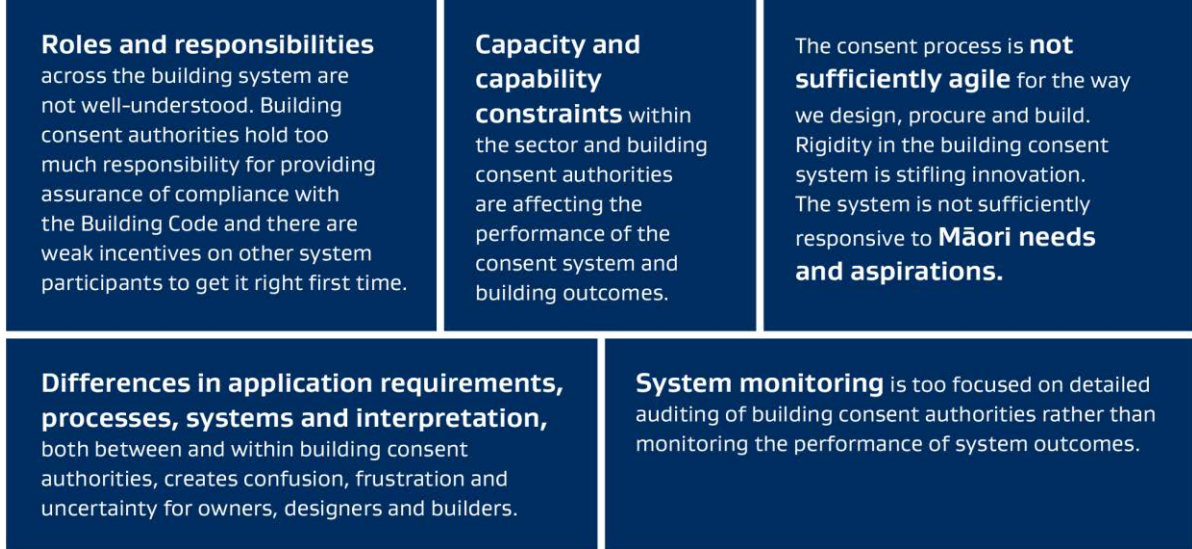 Roles and responsibilities
across the building system are
not well-understood. Building
consent authorities hold too
much responsibility for providing
assurance of compliance with
the Building Code and there are
weak incentives on other system
participants to get it right first time.
Capacity and
capability
constraints within
the sector and building
consent authorities
are affecting the
performance of the
consent system and
building outcomes.
The consent process is not
sufficiently agile for the way
we design, procure and build.
Rigidity in the building consent
system is stifling innovation.
The system is not sufficiently
responsive to Māori needs
and aspirations.
Differences in application requirements,
processes, systems and interpretation,
both between and within building consent
authorities, creates confusion, frustration and
uncertainty for owners, designers and builders.
System monitoring is too focused on detailed
auditing of building consent authorities rather than
monitoring the performance of system outcomes.